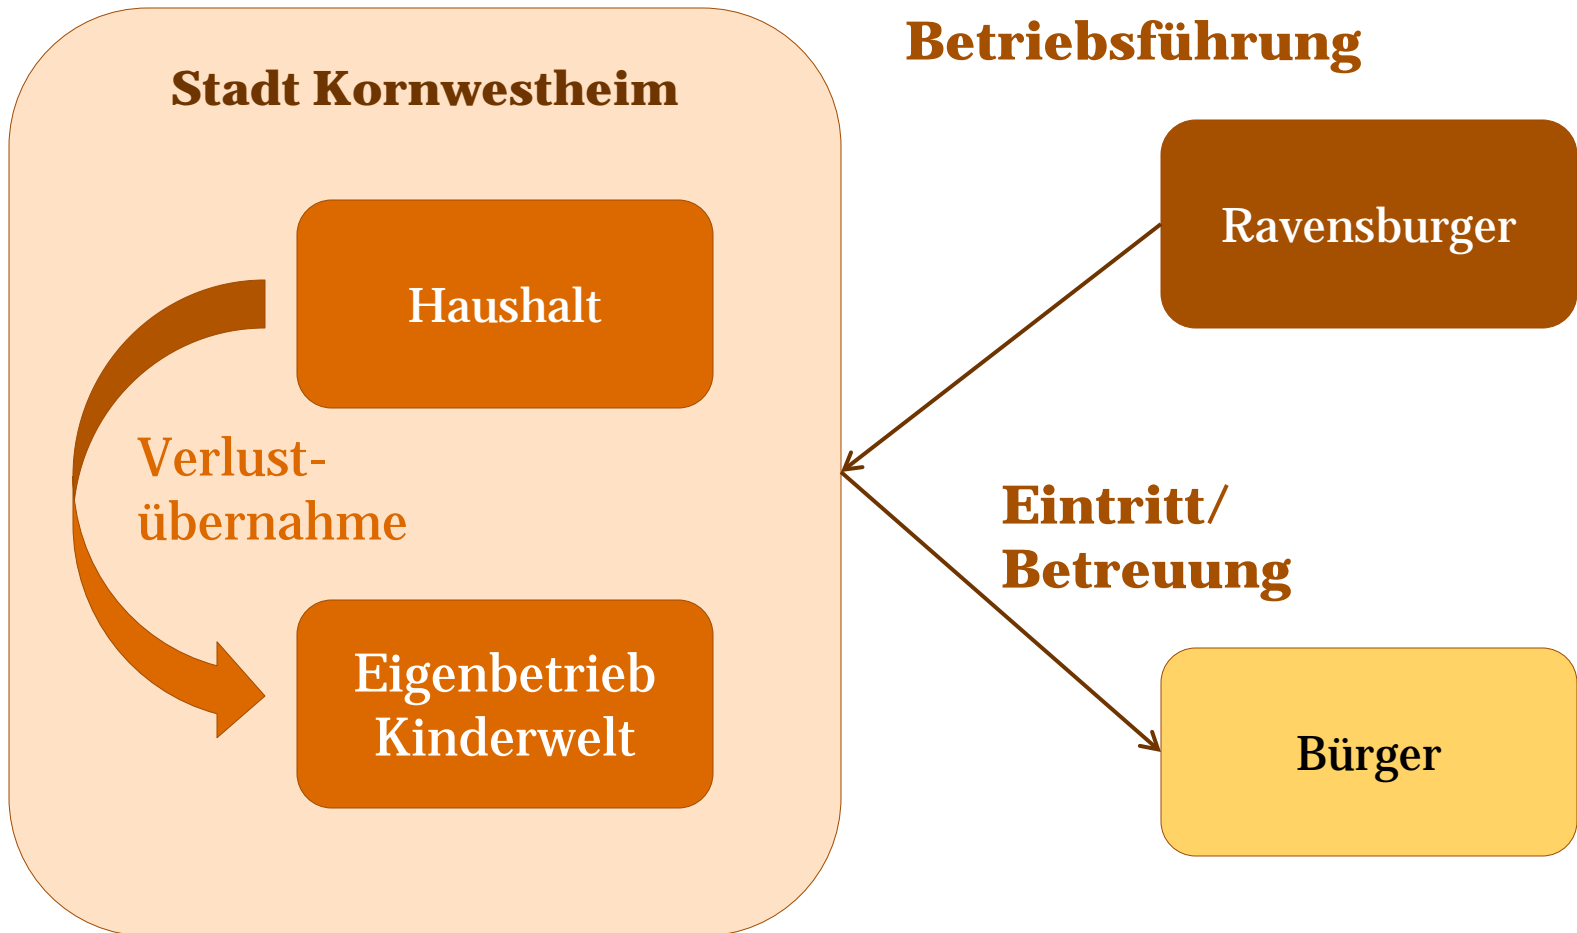 Stadt Kornwestheim
Haushalt
Verlust-
übernahme
Eigenbetrieb
Kinderwelt
Betriebsführung
Ravensburger
Eintritt/
Betreuung
Bürger